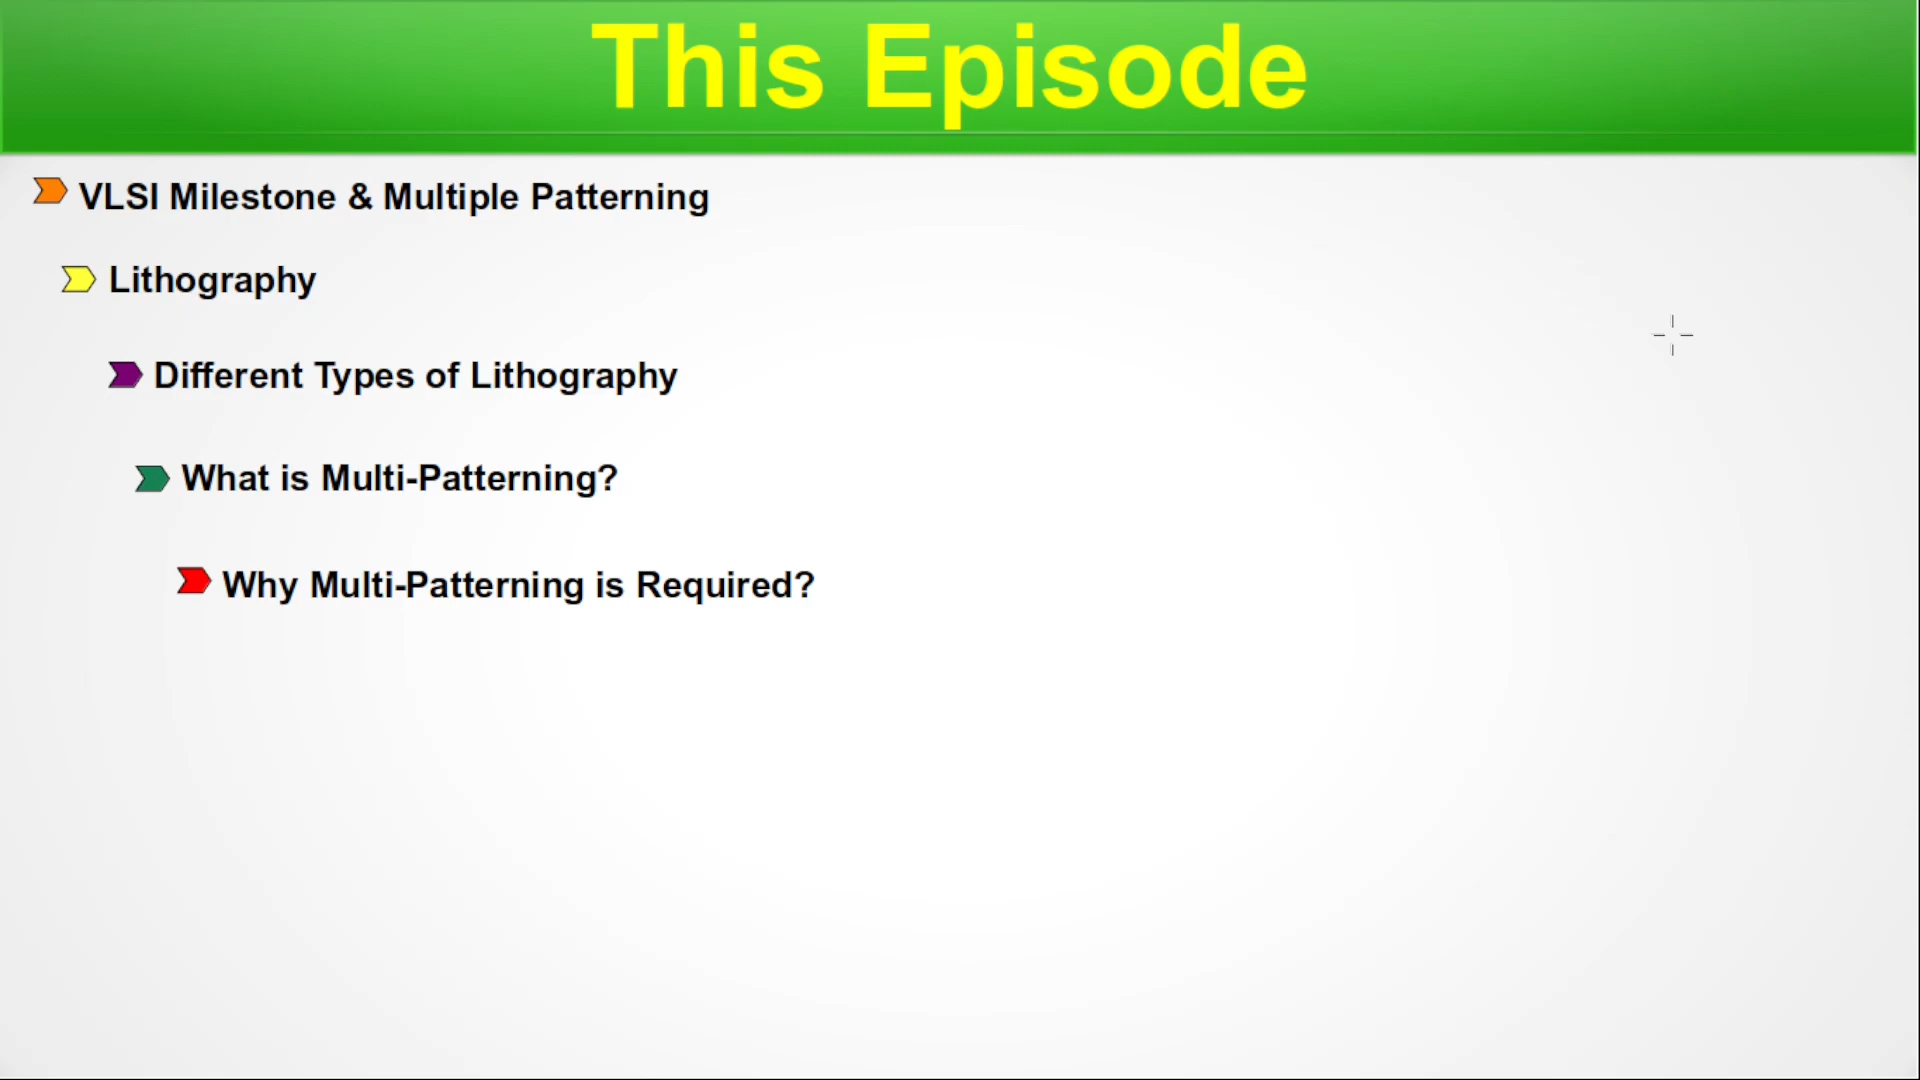 This Episode
VLSI Milestone & Multiple Patterning
Lithography
Different Types of Lithography
What is Multi-Patterning?
Why Multi-Patterning is Required?